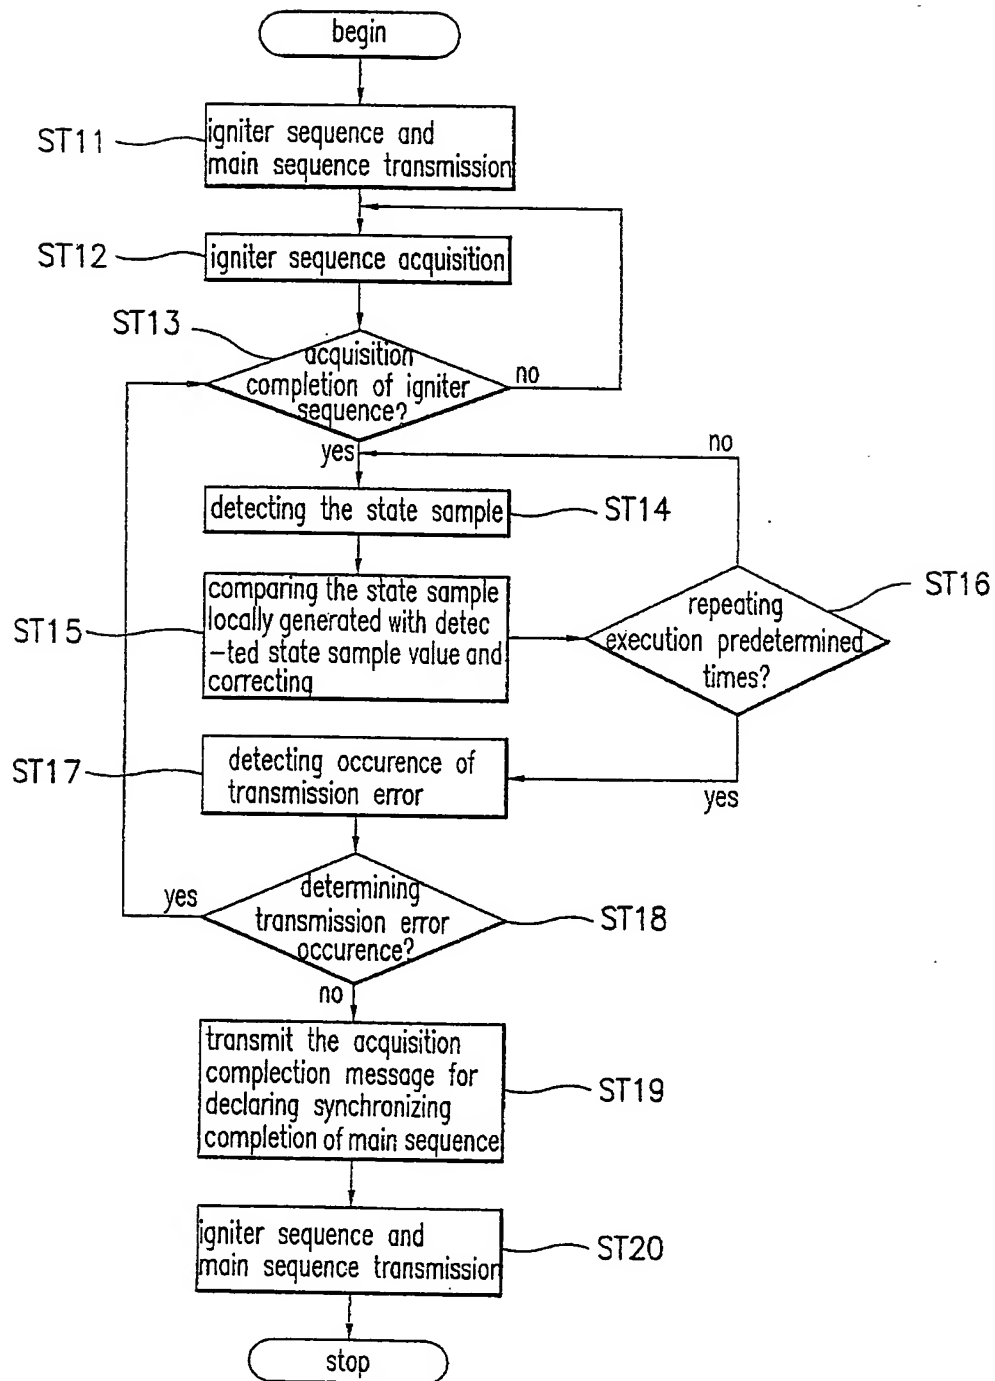 begin
ST11
igniter sequence and
main sequence transmission
ST12
igniter sequence acquisition
ST13
acquisition
completion of igniter
sequence?
no
yes
no
detecting the state sample
ST14
ST15
comparing the state sample
locally generated with detec
-ted state sample value and
correcting
ST16
repeating
execution predetermined
times?
ST17
detecting occurence of
transmission error
yes
yes
determining
transmission error
occurence?
ST18
no
transmit the acquisition
complection message for
declaring synchronizing
completion of main sequence
ST19
igniter sequence and
main sequence transmission
ST20
stop